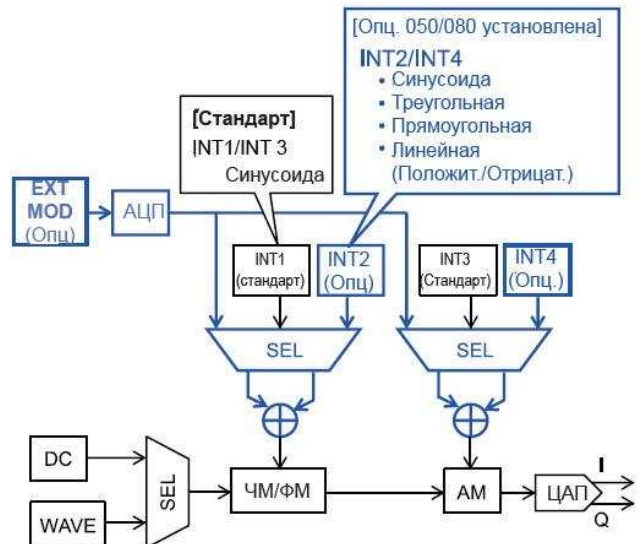 [Опц. 050/080 установлена]
INT2/INT4
• Синусоида
• Треугольная
• Прямоугольная
• Линейная
(Положит./Отрицат.)
[Стандарт]
INT1/INT 3
Синусоида
EXT
MOD
(Опц)
АЦП
INT1
(стандарт)
INT2
(Опц)
INT3
(Стандарт)
INT4
(Опц.)
SEL
SEL
DC
WAVE
SEL
ЧМ/ФМ
АМ
ЦАП
I
Q